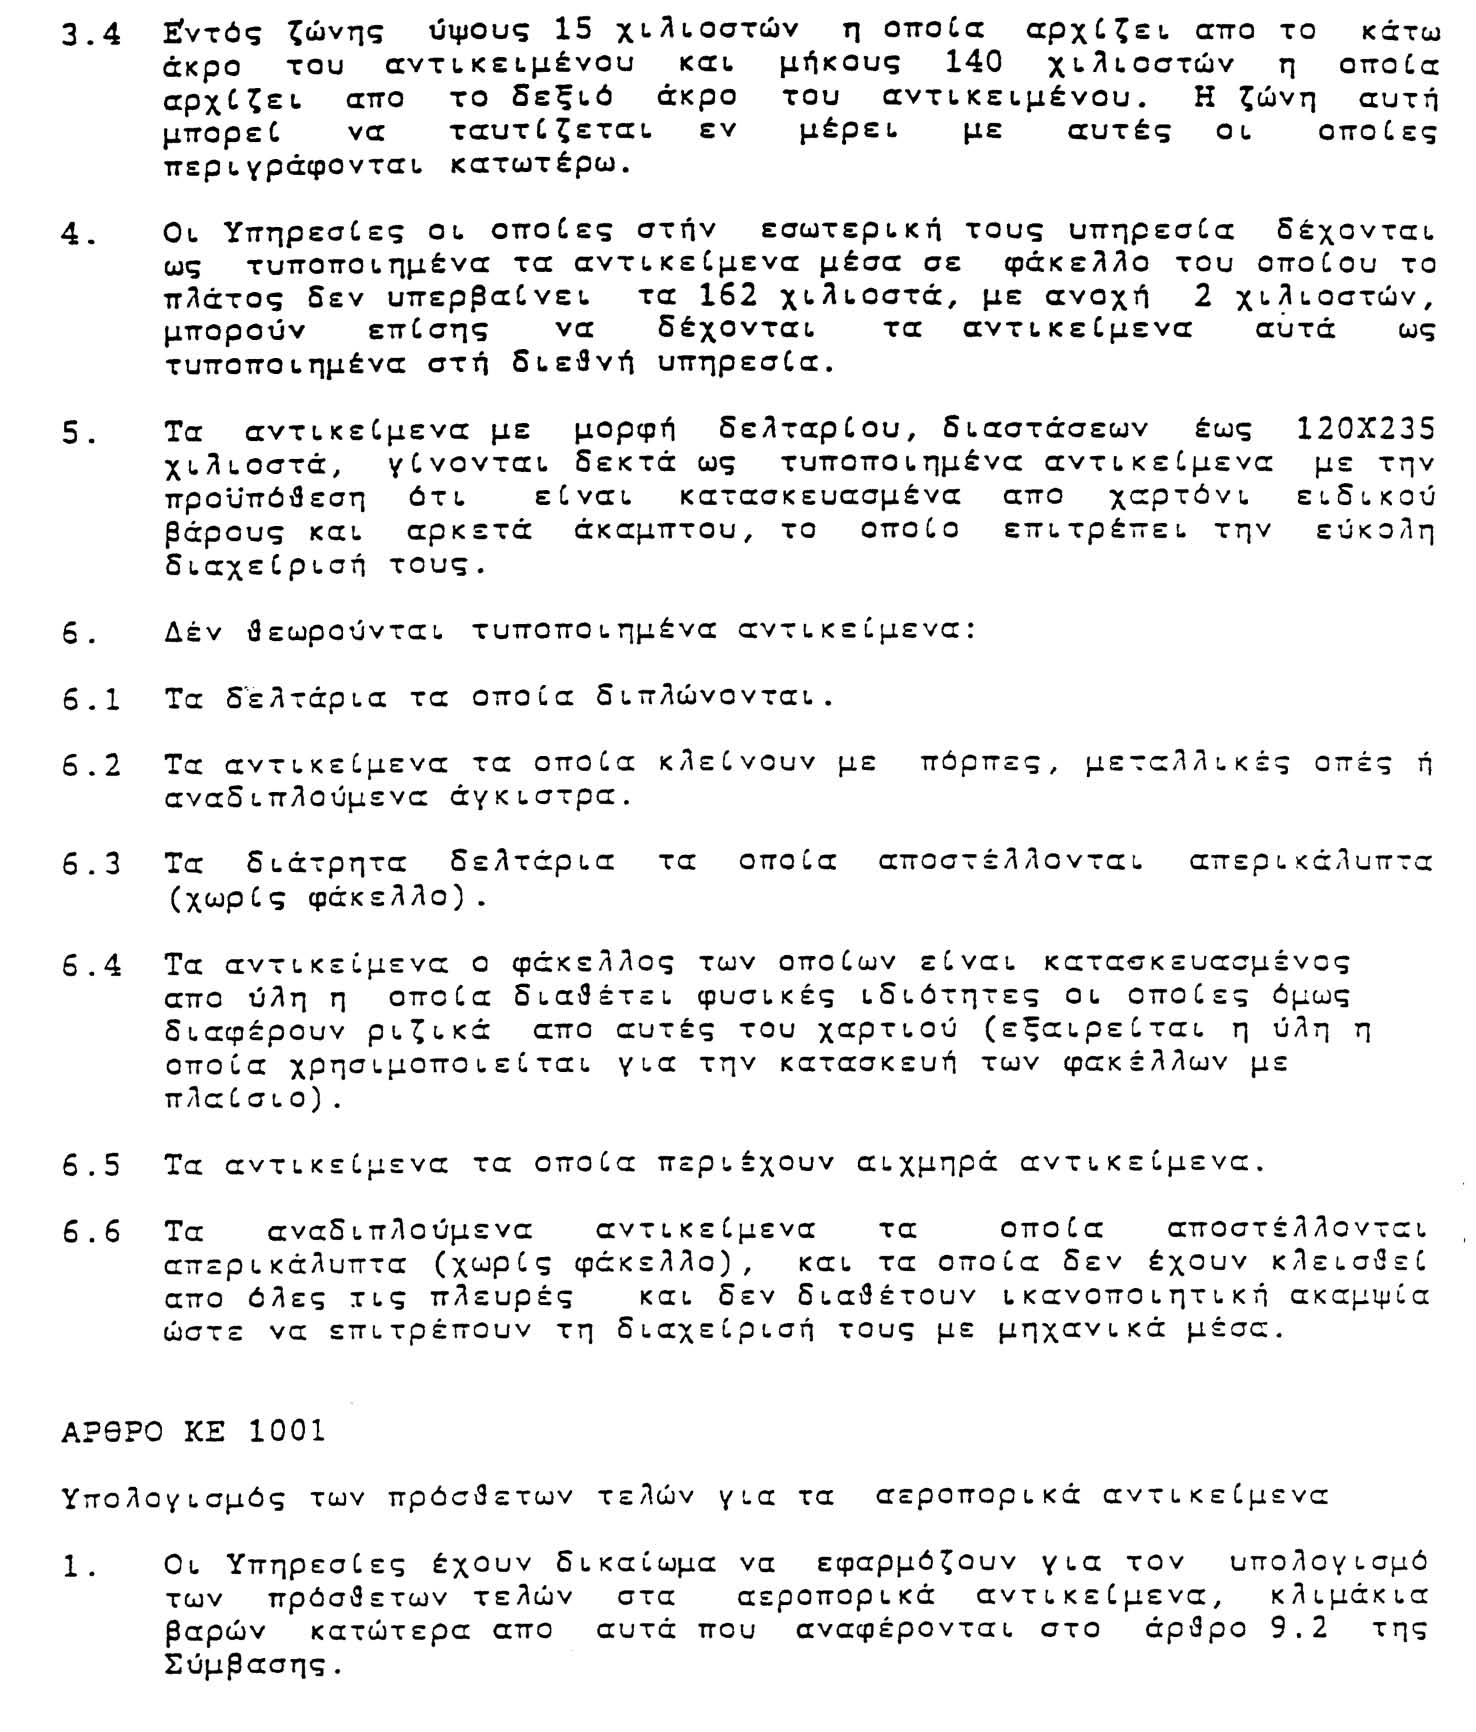 3.4 Εντός ζώνης ύψους 15 χιλιοστών η οποία αρχίζει απο το κάτω
άκρο του αντικειμένου και μήκους 140 χιλιοστών η οποία
αρχίζει απο το δεξιό άκρο του αντικειμένου. Η ζώνη αυτή
μπορεί να ταυτίζεται εν μέρει με αυτές οι οποίες
περιγράφονται κατωτέρω.
4. Οι Υπηρεσίες οι οποίες στήν εσωτερική τους υπηρεσία δέχονται
ως τυποποιημένα τα αντικείμενα μέσα σε φάκελλο του οποίου το
πλάτος δεν υπερβαίνει τα 162 χιλιοστά, με ανοχή 2 χιλιοστών,
μπορούν επίσης να δέχονται τα αντικείμενα αυτά ως
τυποποιημένα στή διεθνή υπηρεσία.
5. Τα αντικείμενα με μορφή δελταρίου, διαστάσεων έως 120Χ235
χιλιοστά, γίνονται δεκτά ως τυποποιημένα αντικείμενα με την
προϋπόθεση ότι είναι κατασκευασμένα απο χαρτόνι ειδικού
βάρους και αρκετά άκαμπτου, το οποίο επιτρέπει την εύκολη
διαχείρισή τους.
6. Δέν θεωρούνται τυποποιημένα αντικείμενα:
6.1 Τα δελτάρια τα οποία διπλώνονται.
6.2 Τα αντικείμενα τα οποία κλείνουν με πόρπες, μεταλλικές οπές ή
αναδιπλούμενα άγκιστρα.
6.3 Τα διάτρητα δελτάρια τα οποία αποστέλλονται απερικάλυπτα
(χωρίς φάκελλο).
6.4 Τα αντικείμενα ο φάκελλος των οποίων είναι κατασκευασμένος
απο ύλη η οποία διαθέτει φυσικές ιδιότητες οι οποίες όμως
διαφέρουν ριζικά απο αυτές του χαρτιού (εξαιρείται η ύλη η
οποία χρησιμοποιείται για την κατασκευή των φακέλλων με
πλαίσιο).
6.5 Τα αντικείμενα τα οποία περιέχουν αιχμηρά αντικείμενα.
6.6 Τα αναδιπλούμενα αντικείμενα τα οποία αποστέλλονται
απερικάλυπτα (χωρίς φάκελλο), και τα οποία δεν έχουν κλεισθεί
απο όλες τις πλευρές και δεν διαθέτουν ικανοποιητική ακαμψία
ώστε να επιτρέπουν τη διαχείρισή τους με μηχανικά μέσα.
ΑΡΘΡΟ ΚΕ 1001
Υπολογισμός των πρόσθετων τελών για τα αεροπορικά αντικείμενα
1. Οι Υπηρεσίες έχουν δικαίωμα να εφαρμόζουν για τον υπολογισμό
των πρόσθετων τελών στα αεροπορικά αντικείμενα, κλιμάκια
βαρών κατώτερα απο αυτά που αναφέρονται στο άρθρο 9.2 της
Σύμβασης.